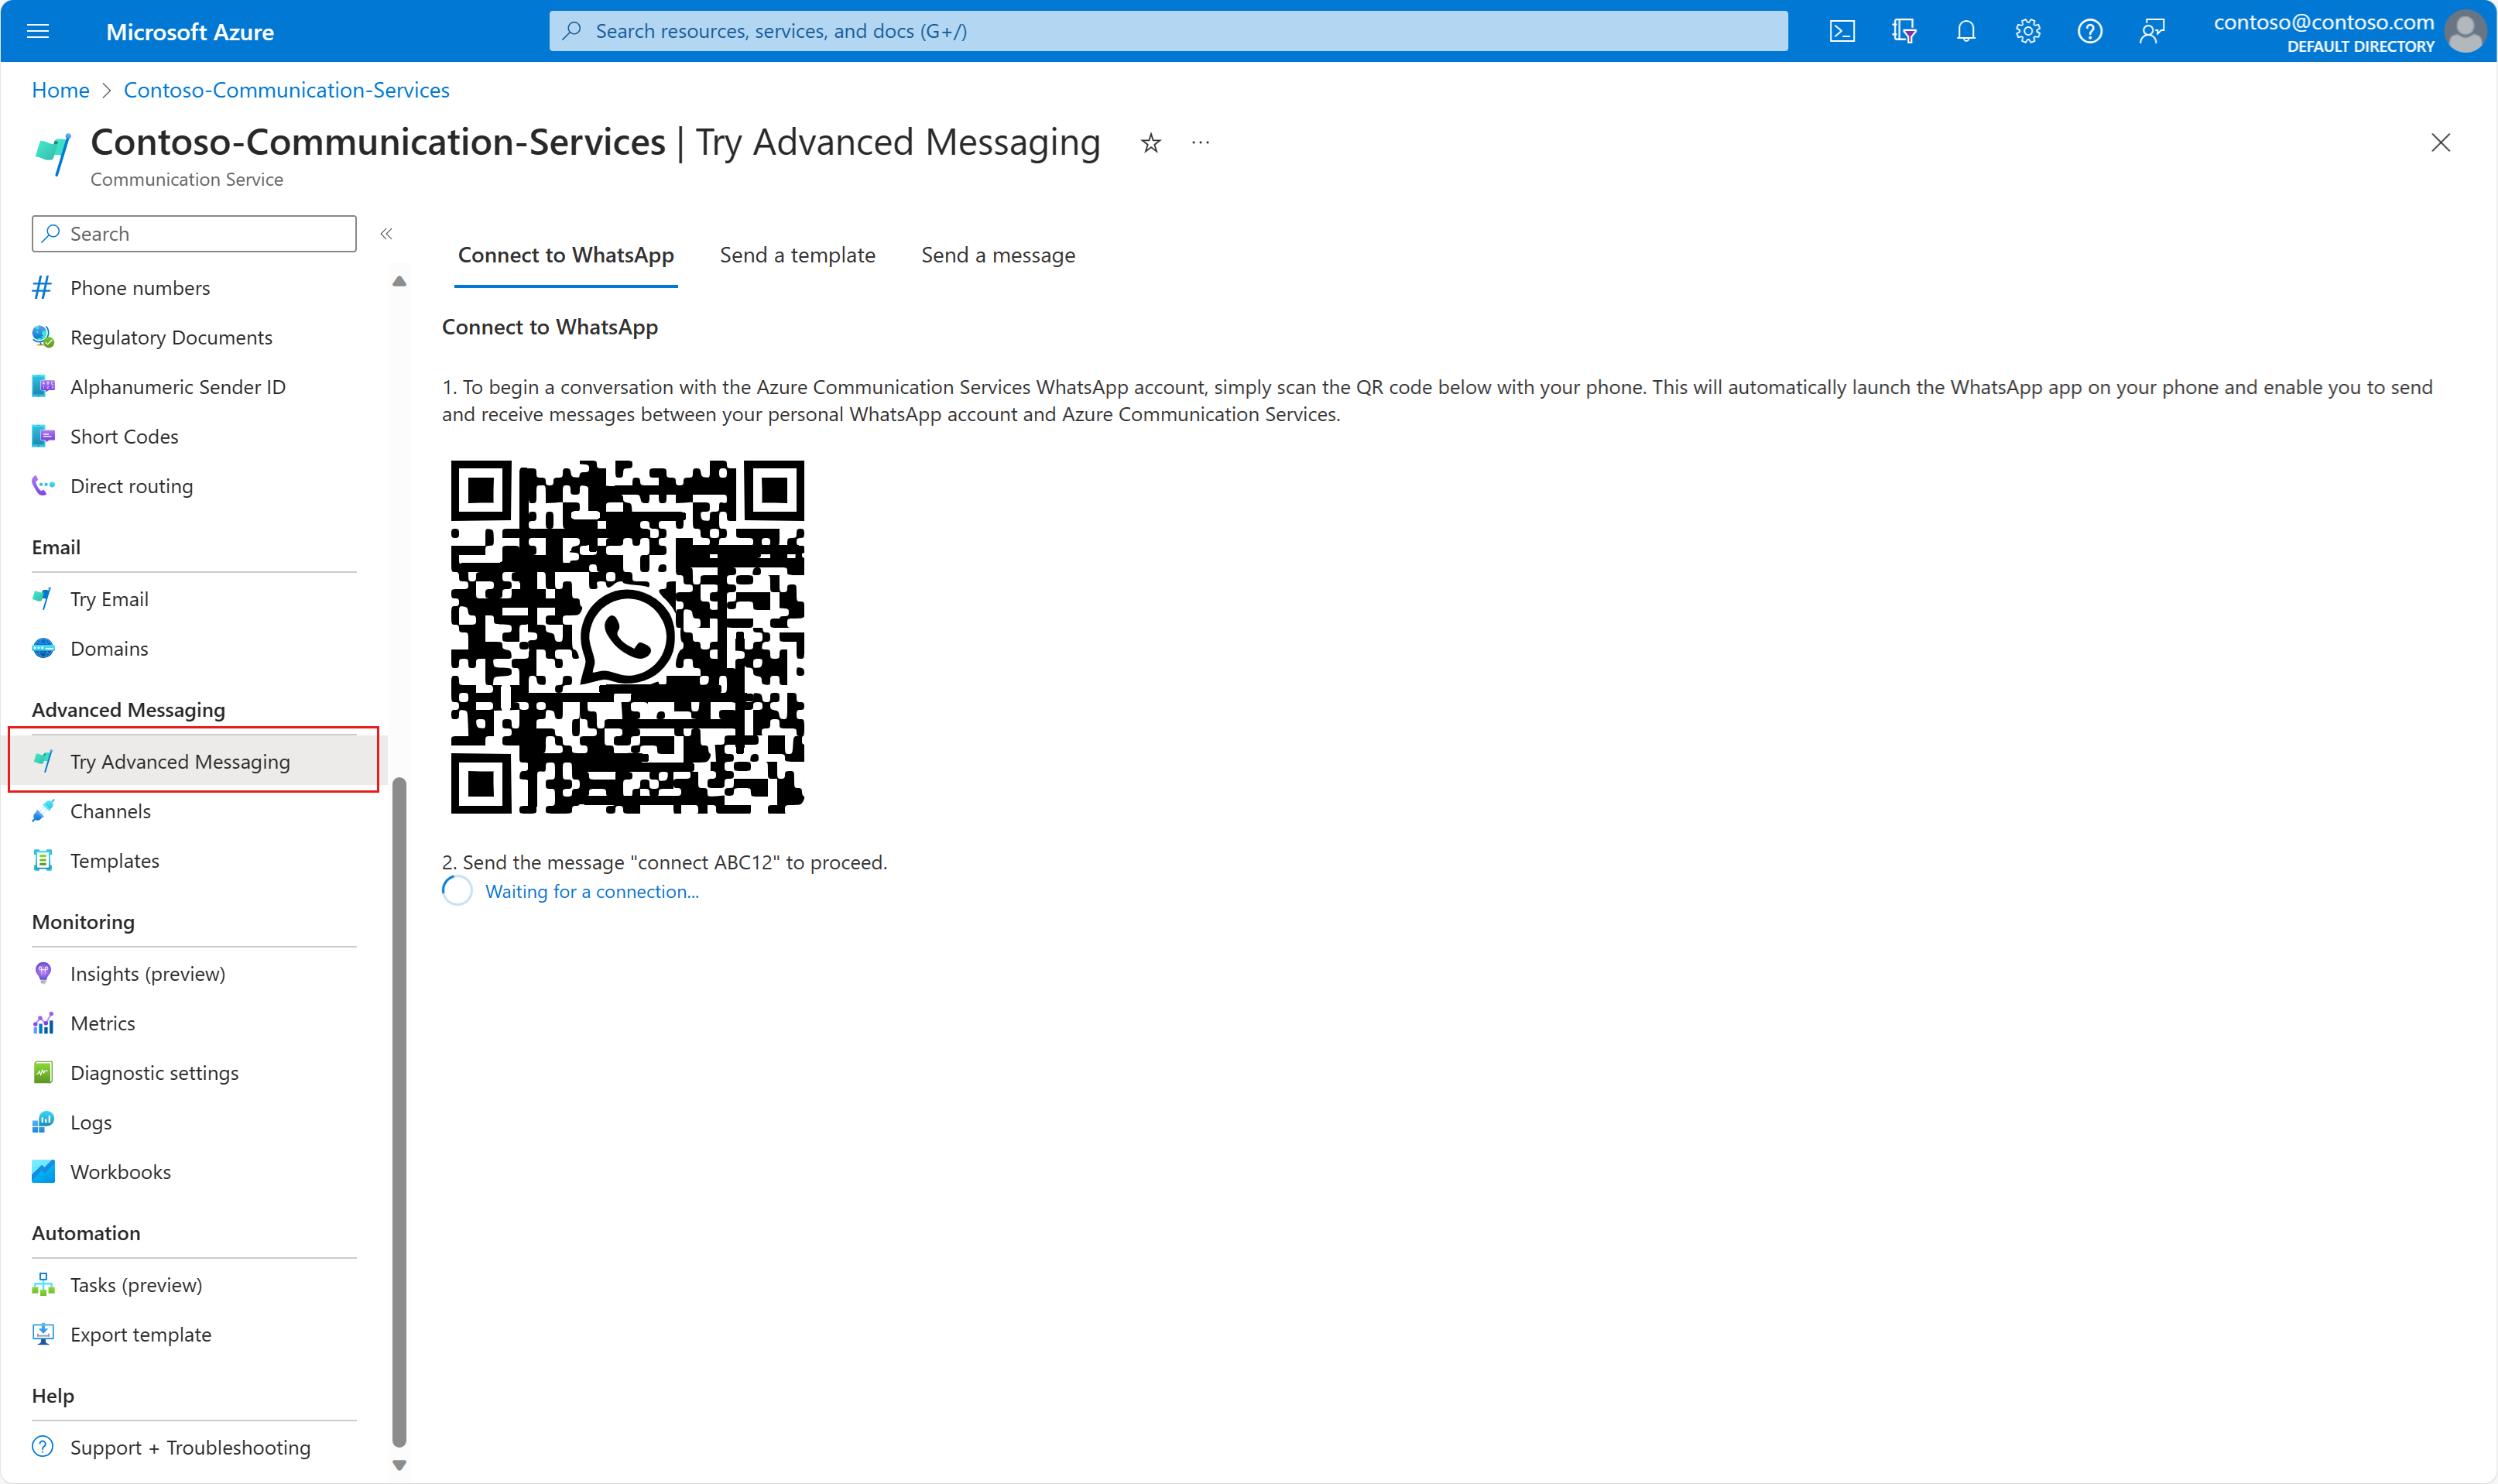 Microsoft Azure
Search resources, services, and docs (G+/)
contoso@contoso.com
DEFAULT DIRECTORY
Home > Contoso-Communication-Services
Contoso-Communication-Services | Try Advanced Messaging
Communication Service
Search
Phone numbers
Regulatory Documents
Alphanumeric Sender ID
Short Codes
Direct routing
Email
Try Email
Domains
Advanced Messaging
Try Advanced Messaging
Channels
Templates
Monitoring
Insights (preview)
Metrics
Diagnostic settings
Logs
Workbooks
Automation
Tasks (preview)
Export template
Help
Support + Troubleshooting
Connect to WhatsApp Send a template Send a message
Connect to WhatsApp
1. To begin a conversation with the Azure Communication Services WhatsApp account, simply scan the QR code below with your phone. This will automatically launch the WhatsApp app on your phone and enable you to send
and receive messages between your personal WhatsApp account and Azure Communication Services.
2. Send the message "connect ABC12" to proceed.
Waiting for a connection...